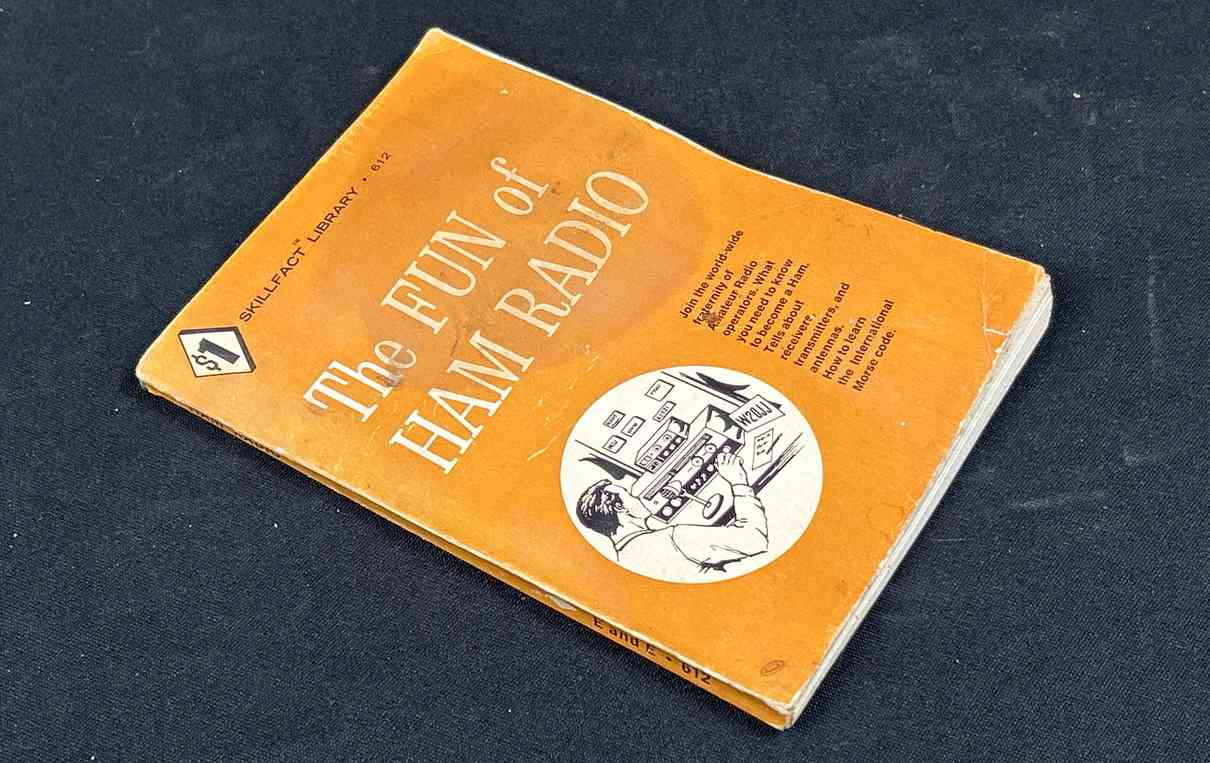 $1
SKILLFACT™ LIBRARY • 612
The FUN of
HAM RADIO
Join the world-wide
fraternity of
Amateur Radio
operators. What
you need to know
to become a Ham.
Tells about
receivers,
transmitters, and
antennas.
How to learn
the International
Morse code.
W2OJJ
E and E • 612